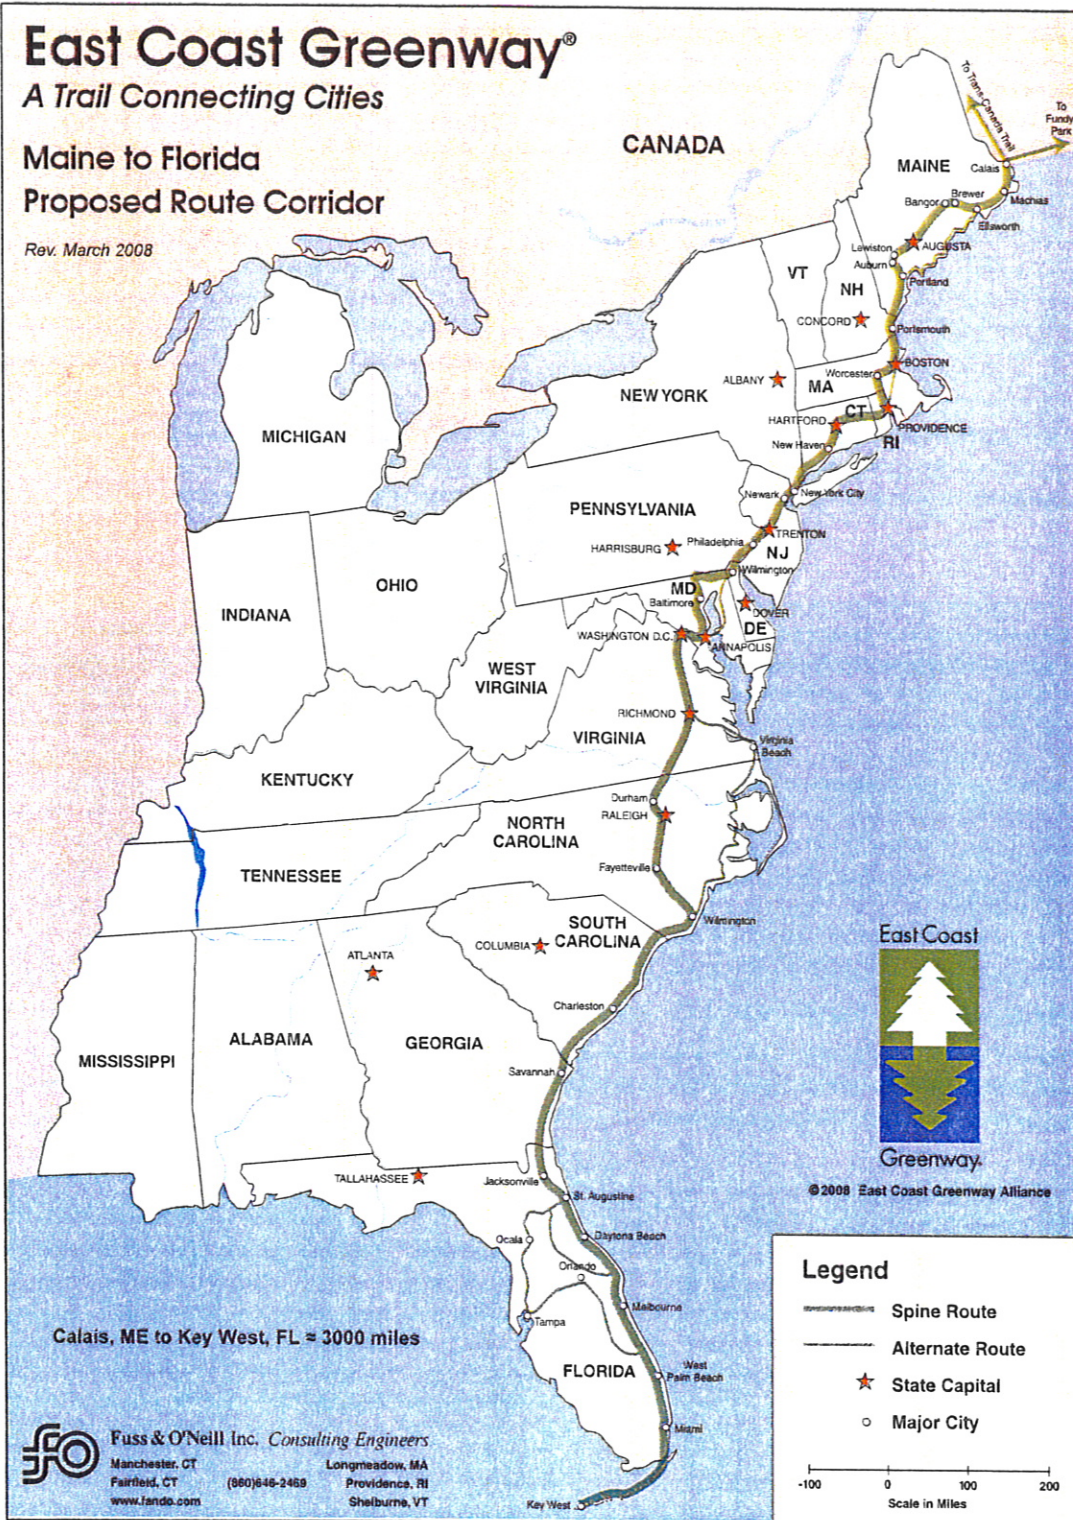 East Coast Greenway®
A Trail Connecting Cities
Maine to Florida
Proposed Route Corridor
Rev. March 2008
CANADA
To Trans-Canada Trail
To
Fundy
Park
MAINE
Calais
Brewer
Bangor
Machias
Ellsworth
AUGUSTA
Lewiston
Auburn
Portland
VT
NH
CONCORD
Portsmouth
BOSTON
Worcester
MA
ALBANY
NEW YORK
HARTFORD
CT
PROVIDENCE
RI
New Haven
MICHIGAN
Newark
New York City
PENNSYLVANIA
TRENTON
Philadelphia
NJ
HARRISBURG
Wilmington
OHIO
INDIANA
MD
Baltimore
DOVER
DE
WASHINGTON D.C.
ANNAPOLIS
WEST
VIRGINIA
RICHMOND
VIRGINIA
Virginia
Beach
KENTUCKY
Durham
RALEIGH
NORTH
CAROLINA
TENNESSEE
Fayetteville
Wilmington
SOUTH
CAROLINA
COLUMBIA
ATLANTA
Charleston
ALABAMA
GEORGIA
MISSISSIPPI
Savannah
East Coast
Greenway
©2008 East Coast Greenway Alliance
TALLAHASSEE
Jacksonville
St. Augustine
Ocala
Daytona Beach
Orlando
Melbourne
Tampa
Calais, ME to Key West, FL = 3000 miles
FLORIDA
West
Palm Beach
Miami
Key West
Legend
Spine Route
Alternate Route
State Capital
Major City
-100 0 100 200
Scale in Miles
fo
Fuss & O'Neill Inc. Consulting Engineers
Manchester, CT Longmeadow, MA
Fairfield, CT (860)646-2469 Providence, RI
www.fando.com Shelburne, VT